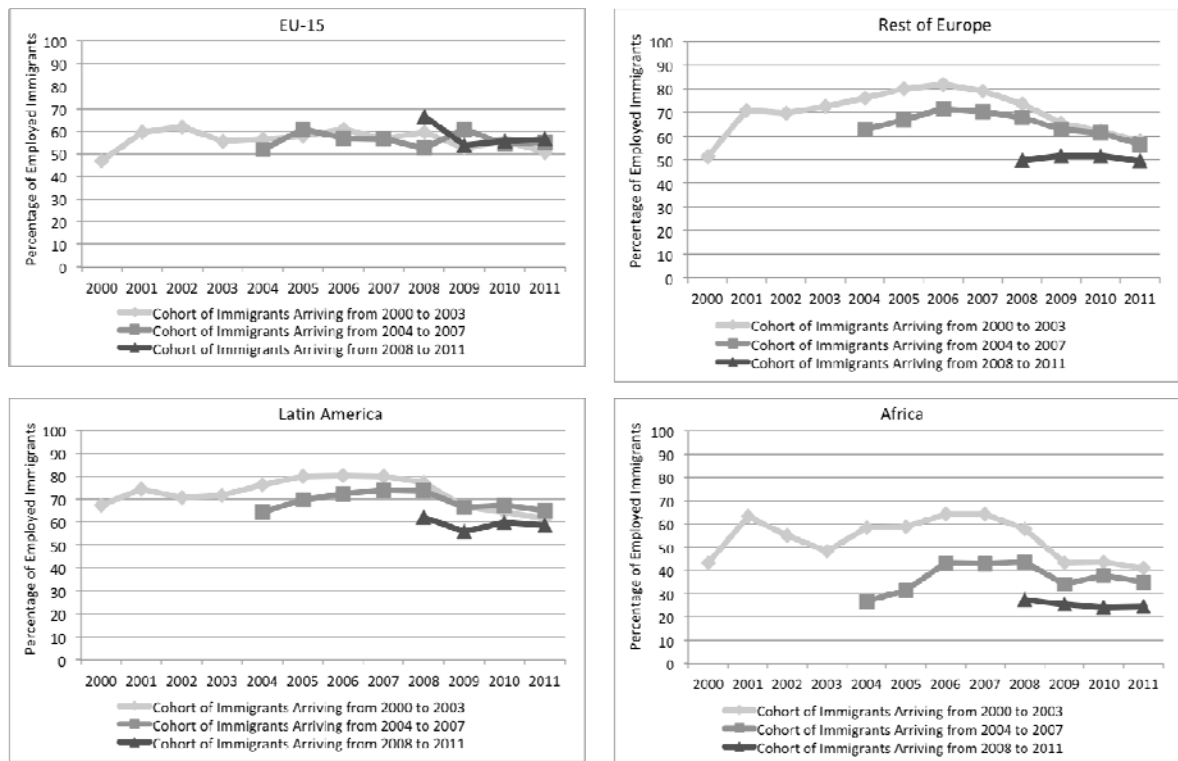 EU-15
Percentage of Employed Immigrants
100
90
80
70
60
50
40
30
20
10
0
2000 2001 2002 2003 2004 2005 2006 2007 2008 2009 2010 2011
Cohort of Immigrants Arriving from 2000 to 2003
Cohort of Immigrants Arriving from 2004 to 2007
Cohort of Immigrants Arriving from 2008 to 2011
Rest of Europe
Percentage of Employed Immigrants
100
90
80
70
60
50
40
30
20
10
0
2000 2001 2002 2003 2004 2005 2006 2007 2008 2009 2010 2011
Cohort of Immigrants Arriving from 2000 to 2003
Cohort of Immigrants Arriving from 2004 to 2007
Cohort of Immigrants Arriving from 2008 to 2011
Latin America
Percentage of Employed Immigrants
100
90
80
70
60
50
40
30
20
10
0
2000 2001 2002 2003 2004 2005 2006 2007 2008 2009 2010 2011
Cohort of Immigrants Arriving from 2000 to 2003
Cohort of Immigrants Arriving from 2004 to 2007
Cohort of Immigrants Arriving from 2008 to 2011
Africa
Percentage of Employed Immigrants
100
90
80
70
60
50
40
30
20
10
0
2000 2001 2002 2003 2004 2005 2006 2007 2008 2009 2010 2011
Cohort of Immigrants Arriving from 2000 to 2003
Cohort of Immigrants Arriving from 2004 to 2007
Cohort of Immigrants Arriving from 2008 to 2011